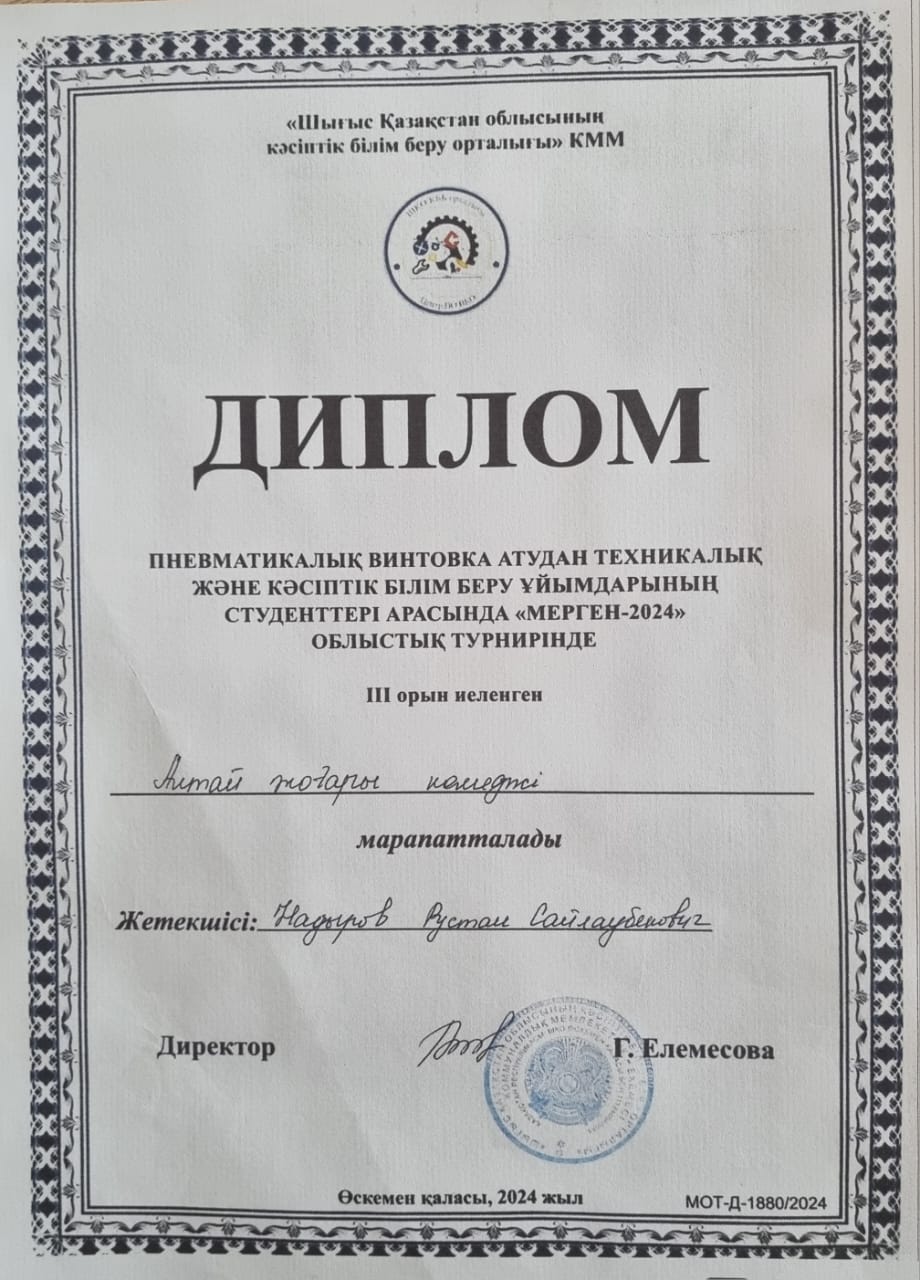 «Шығыс Қазақстан облысының
кәсіптік білім беру орталығы» КММ
ДИПЛОМ
ПНЕВМАТИКАЛЫҚ ВИНТОВКА АТУДАН ТЕХНИКАЛЫҚ
ЖӘНЕ КӘСІПТІК БІЛІМ БЕРУ ҰЙЫМДАРЫНЫҢ
СТУДЕНТТЕРІ АРАСЫНДА «МЕРГЕН-2024»
ОБЛЫСТЫҚ ТУРНИРІНДЕ
III орын иеленген
Алтай жоғары колледжі
марапатталады
Жетекшісі: Надыров Рустам Сайлаубекович
Директор Г. Елемесова
Өскемен қаласы, 2024 жыл
МОТ-Д-1880/2024